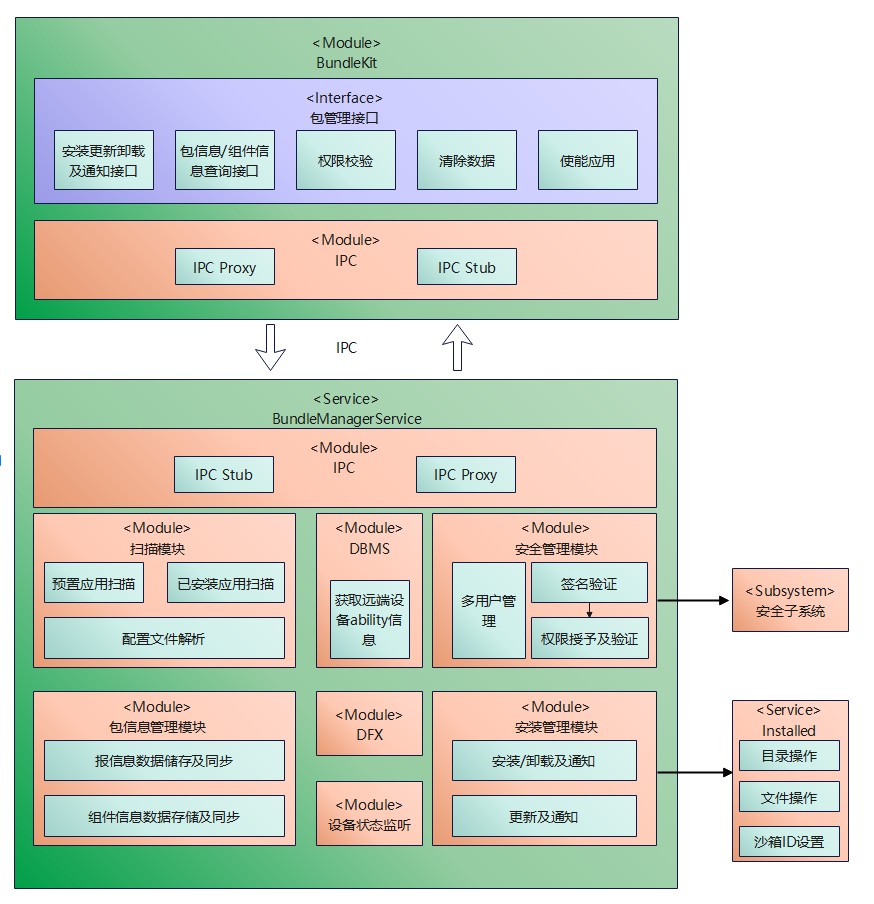 <Module>
BundleKit
<Interface>
包管理接口
安装更新卸载
及通知接口
包信息/组件信
息查询接口
权限校验
清除数据
使能应用
<Module>
IPC
IPC Proxy
IPC Stub
IPC
<Service>
BundleManagerService
<Module>
IPC
IPC Stub
IPC Proxy
<Module>
扫描模块
预置应用扫描
已安装应用扫描
配置文件解析
<Module>
DBMS
获取远端设
备ability信
息
<Module>
安全管理模块
多用户管
理
签名验证
权限授予及验证
<Subsystem>
安全子系统
<Module>
包信息管理模块
报信息数据储存及同步
组件信息数据存储及同步
<Module>
DFX
<Module>
设备状态监听
<Module>
安装管理模块
安装/卸载及通知
更新及通知
<Service>
Installed
目录操作
文件操作
沙箱ID设置